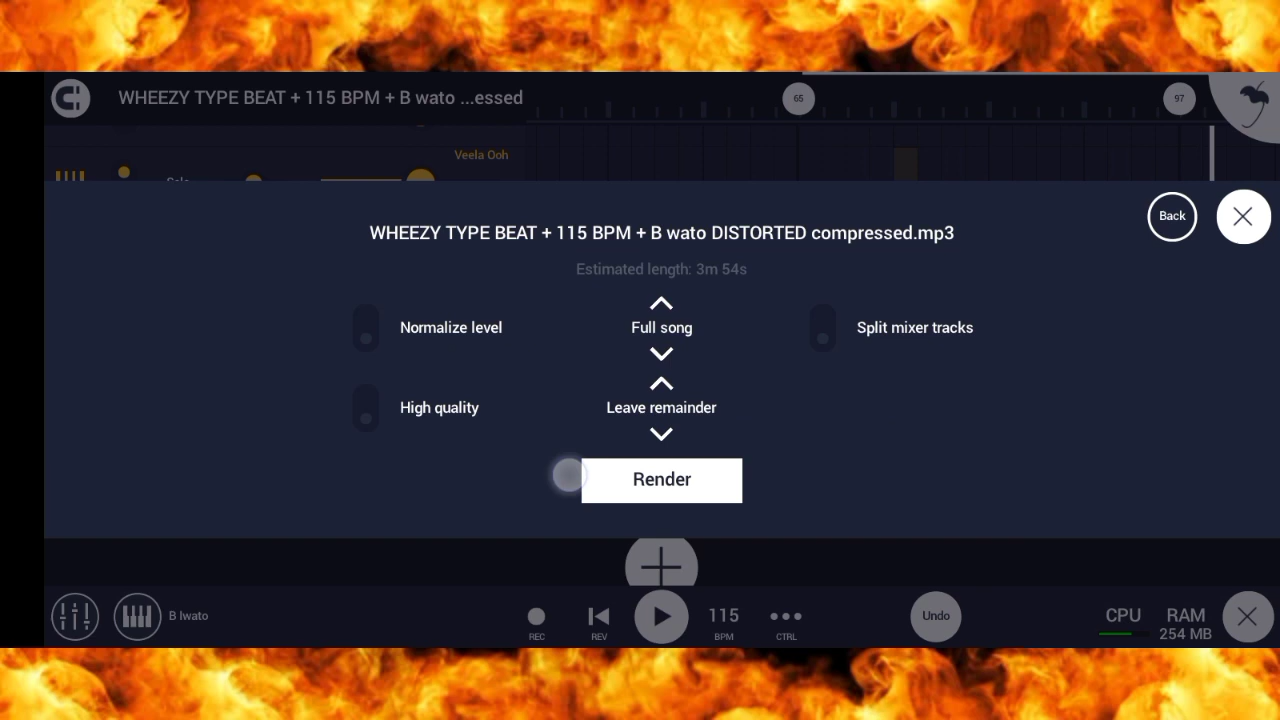 WHEEZY TYPE BEAT + 115 BPM + B wato ...essed
65
97
Veela Ooh
Solo
Back
WHEEZY TYPE BEAT + 115 BPM + B wato DISTORTED compressed.mp3
Estimated length: 3m 54s
Normalize level
Full song
Split mixer tracks
High quality
Leave remainder
Render
B Iwato
REC
REV
115
BPM
CTRL
Undo
CPU
RAM
254 MB